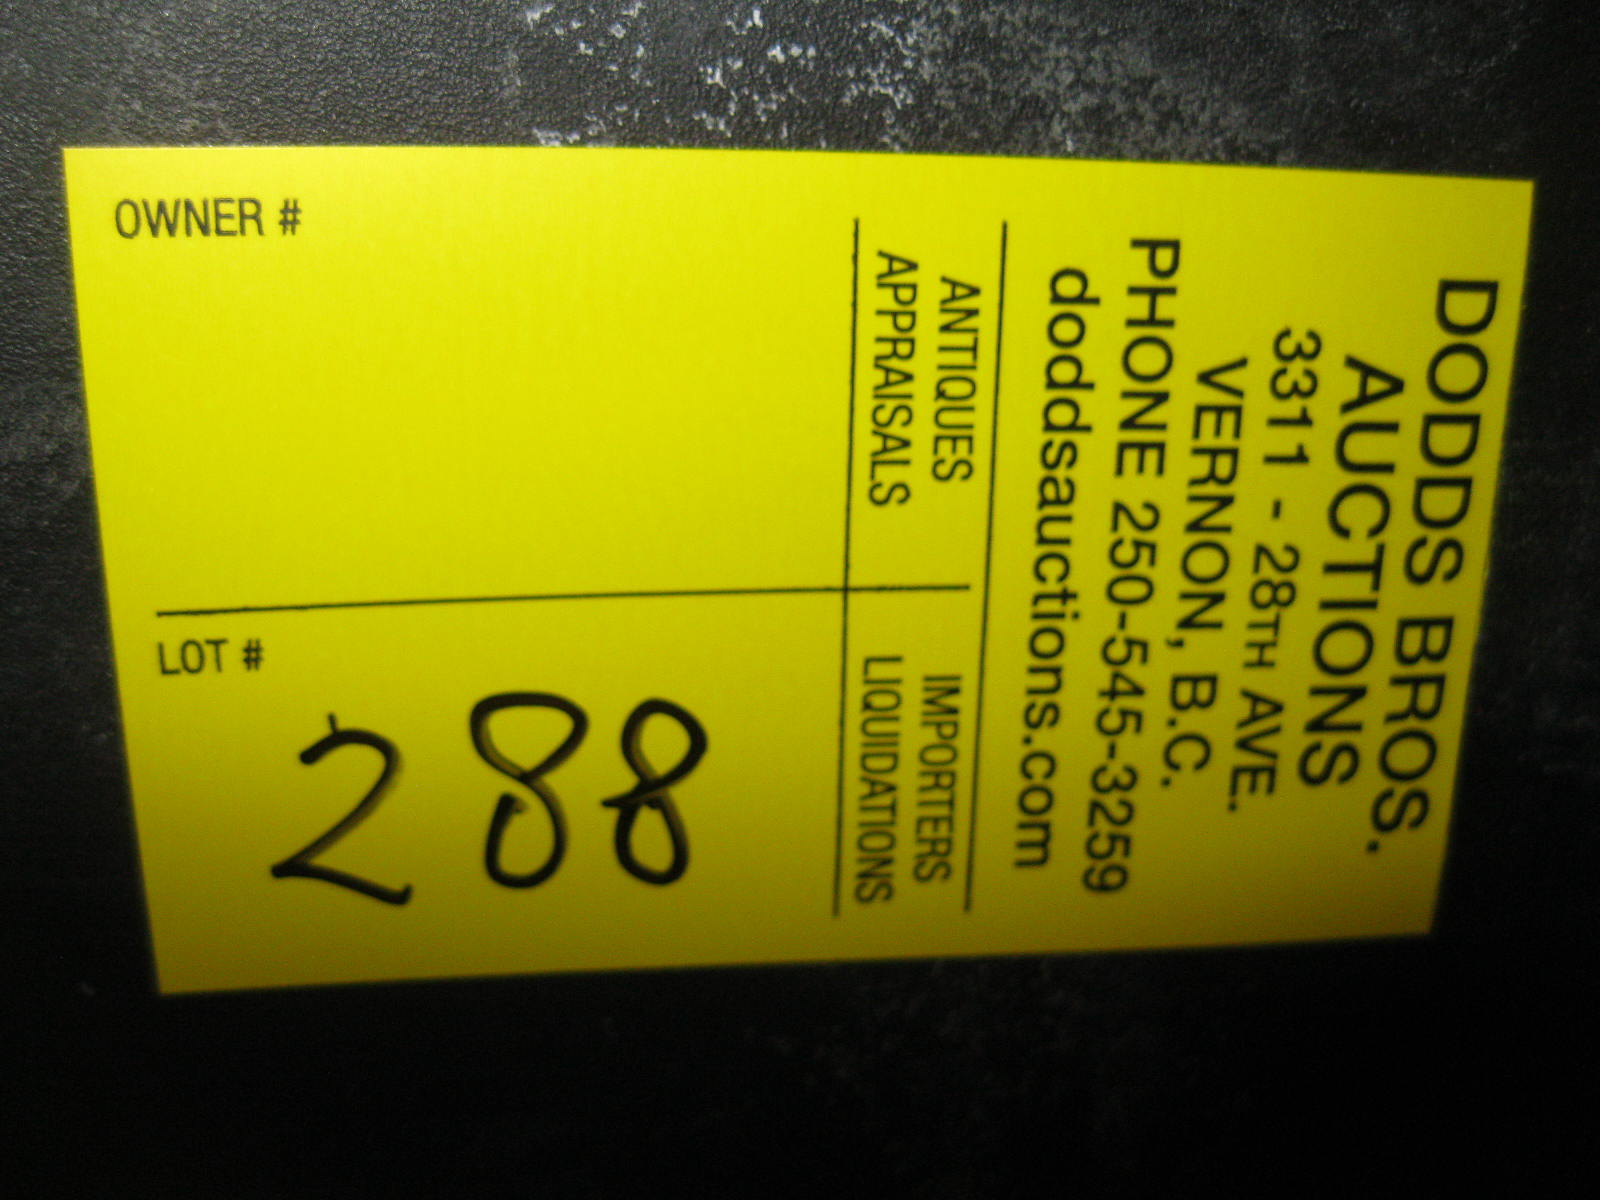 DODDS BROS.
AUCTIONS
3311 - 28TH AVE.
VERNON, B.C.
PHONE 250-545-3259
doddsauctions.com
ANTIQUES
APPRAISALS
IMPORTERS
LIQUIDATIONS
OWNER #
LOT #
288